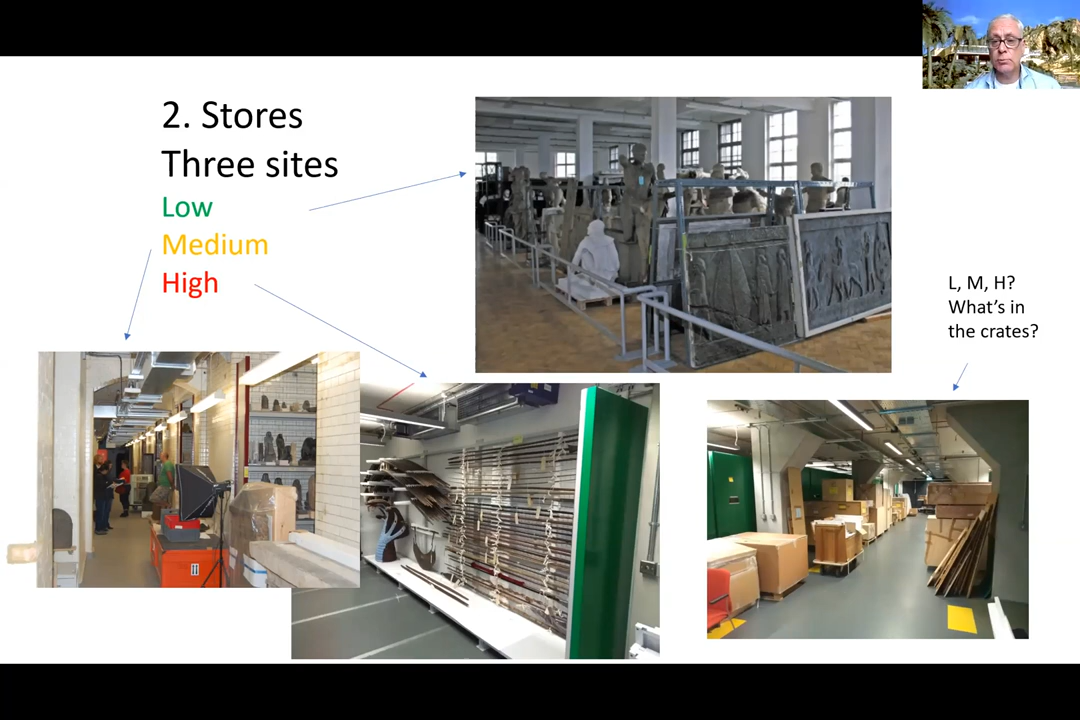 2. Stores
Three sites
Low
Medium
High
L, M, H?
What's in
the crates?